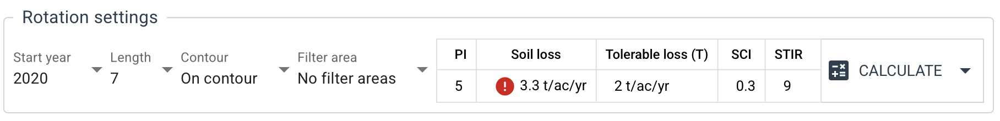 Rotation settings
Start year Length Contour Filter area
2020 7 On contour No filter areas
PI Soil loss Tolerable loss (T) SCI STIR
5 3.3 t/ac/yr 2 t/ac/yr 0.3 9
CALCULATE